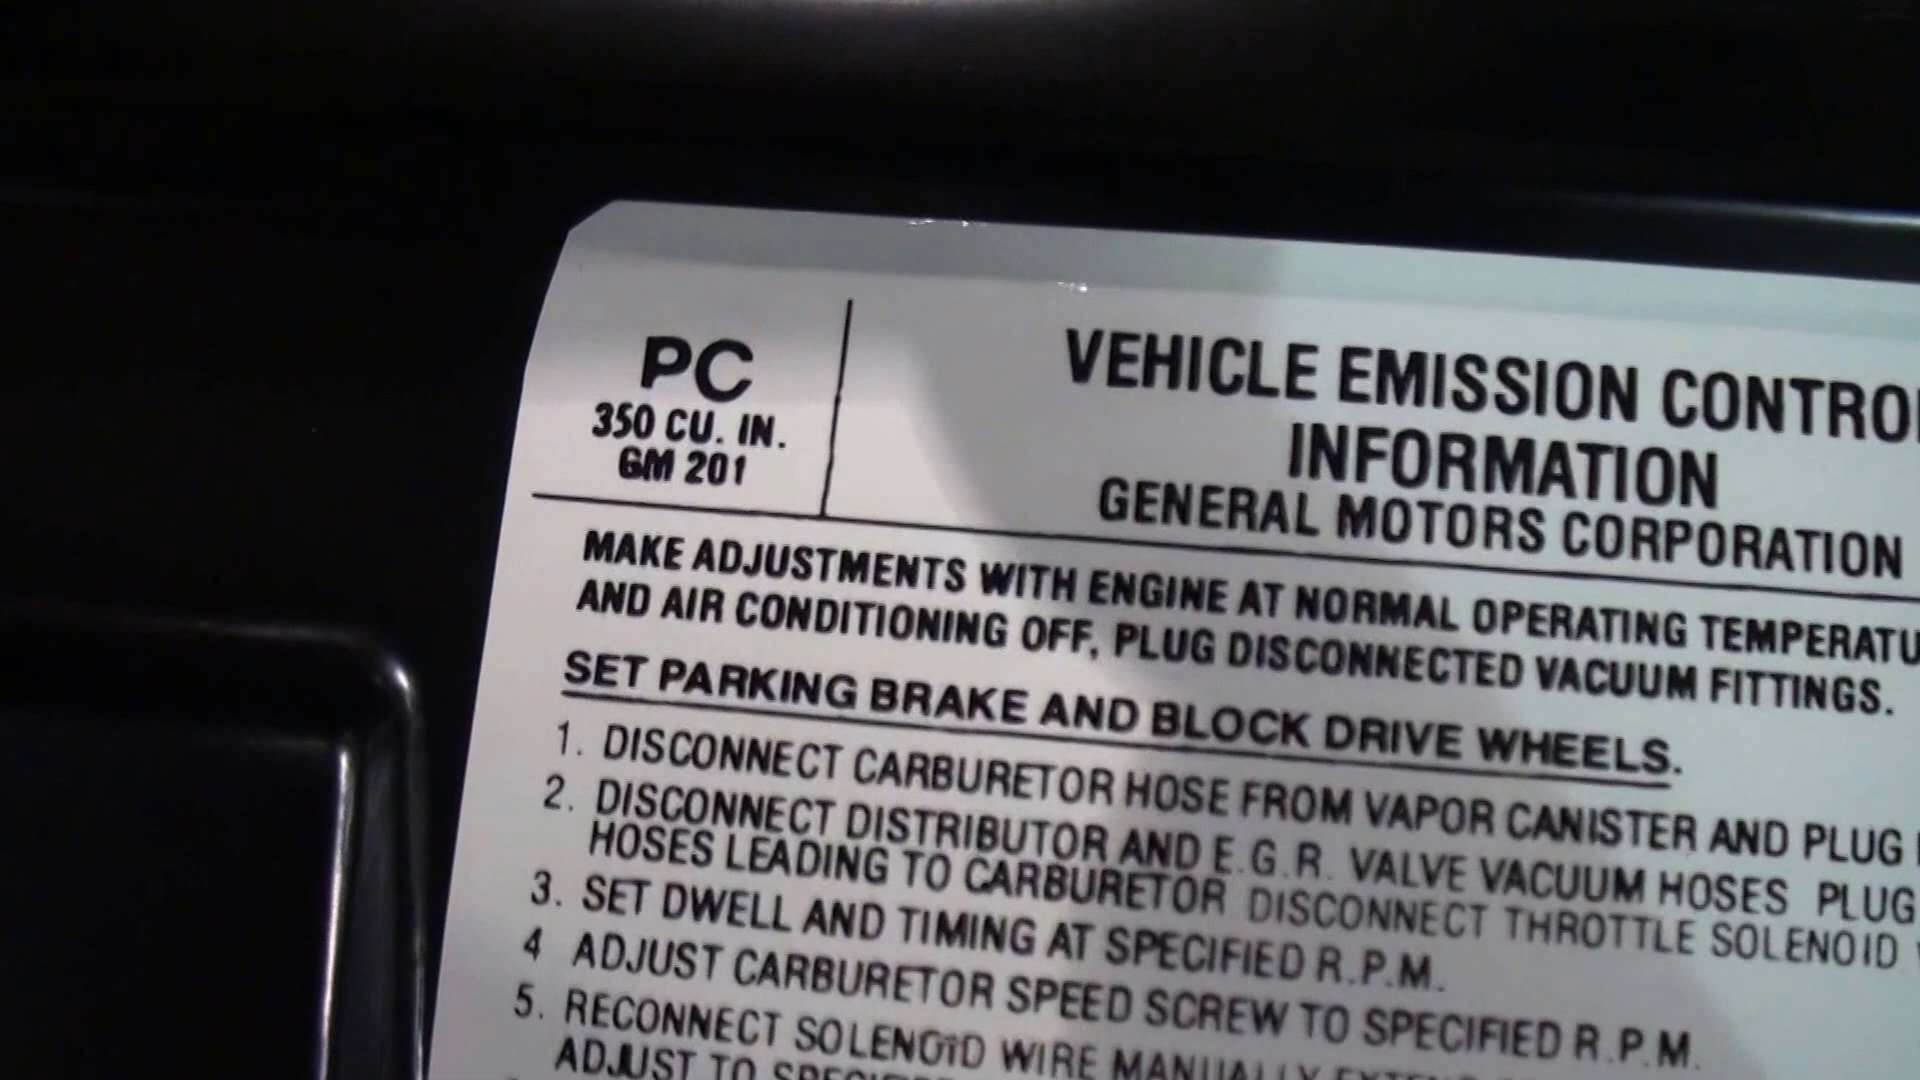 PC
350 CU. IN.
GM 201
VEHICLE EMISSION CONTRO
INFORMATION
GENERAL MOTORS CORPORATION
MAKE ADJUSTMENTS WITH ENGINE AT NORMAL OPERATING TEMPERATU
AND AIR CONDITIONING OFF, PLUG DISCONNECTED VACUUM FITTINGS.
SET PARKING BRAKE AND BLOCK DRIVE WHEELS.
1. DISCONNECT CARBURETOR HOSE FROM VAPOR CANISTER AND PLUG
2. DISCONNECT DISTRIBUTOR AND E.G.R. VALVE VACUUM HOSES PLUG
HOSES LEADING TO CARBURETOR DISCONNECT THROTTLE SOLENOID
3. SET DWELL AND TIMING AT SPECIFIED R.P.M.
4 ADJUST CARBURETOR SPEED SCREW TO SPECIFIED R.P.M.
5. RECONNECT SOLENOID WIRE MANUALLY
ADJUST TO